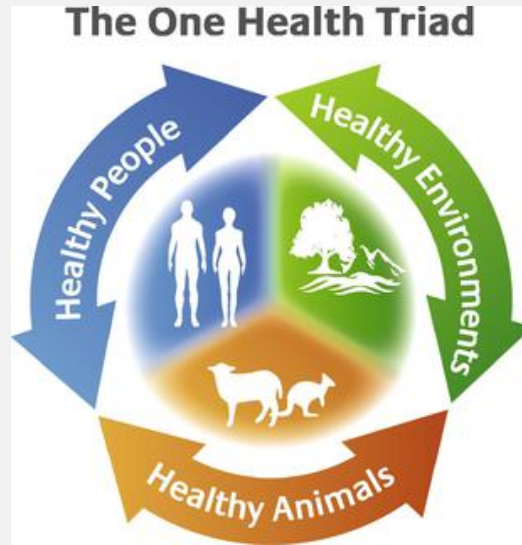 The One Health Triad
Healthy People
Healthy Environments
Healthy Animals